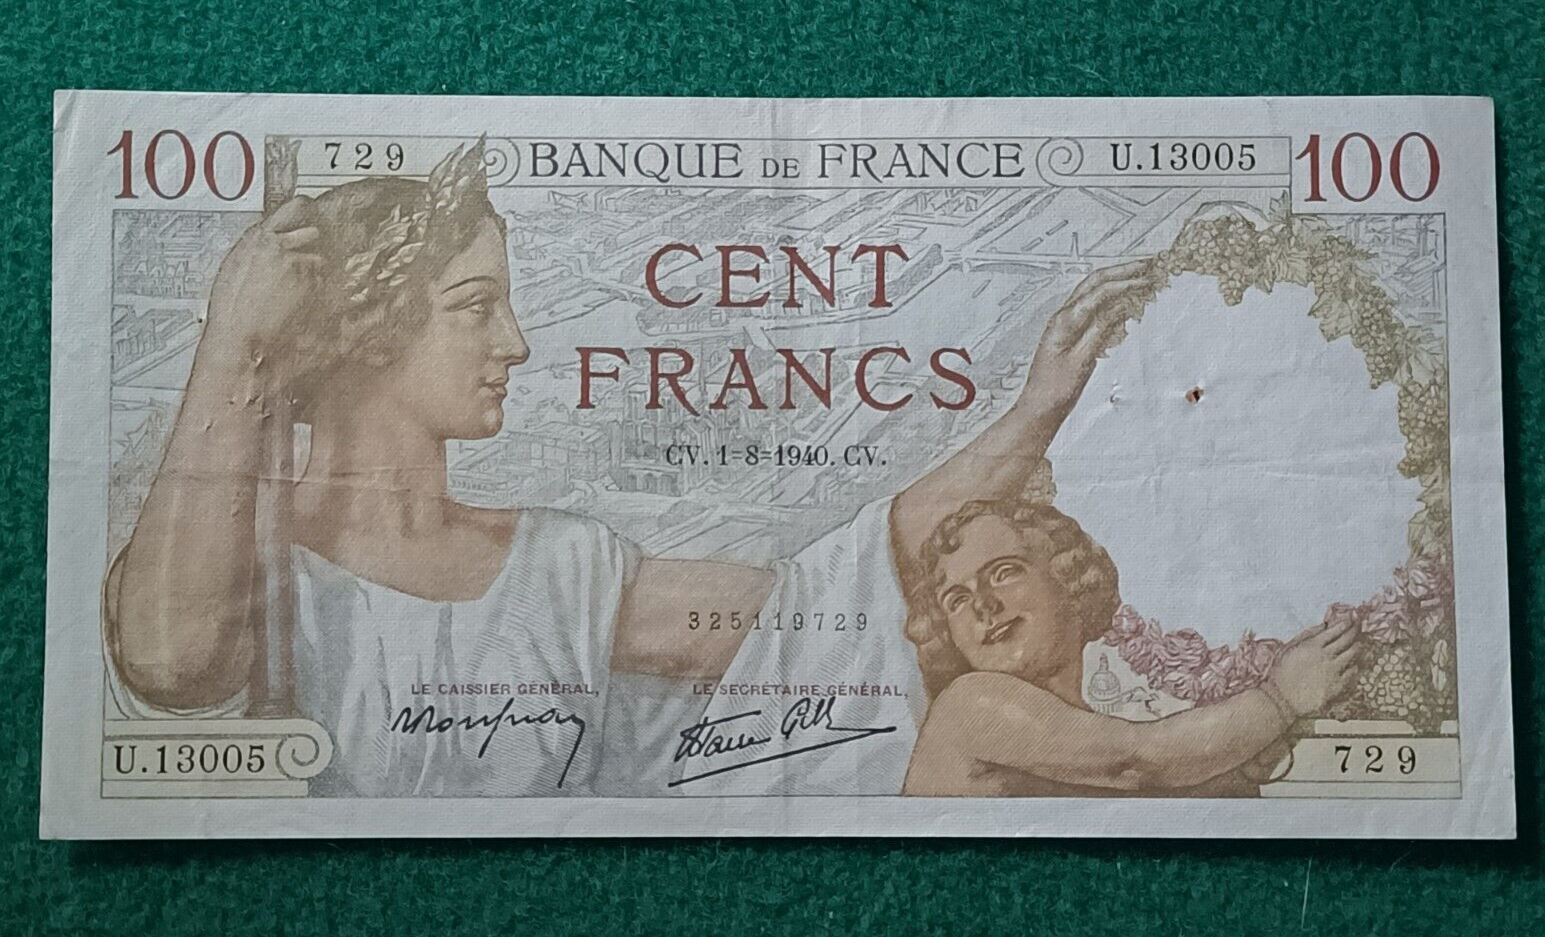 100 729 BANQUE DE FRANCE U.13005 100
CENT
FRANCS
CV. 1=8=1940. CV.
325119729
LE CAISSIER GÉNÉRAL, LE SECRÉTAIRE GÉNÉRAL,
U.13005 729